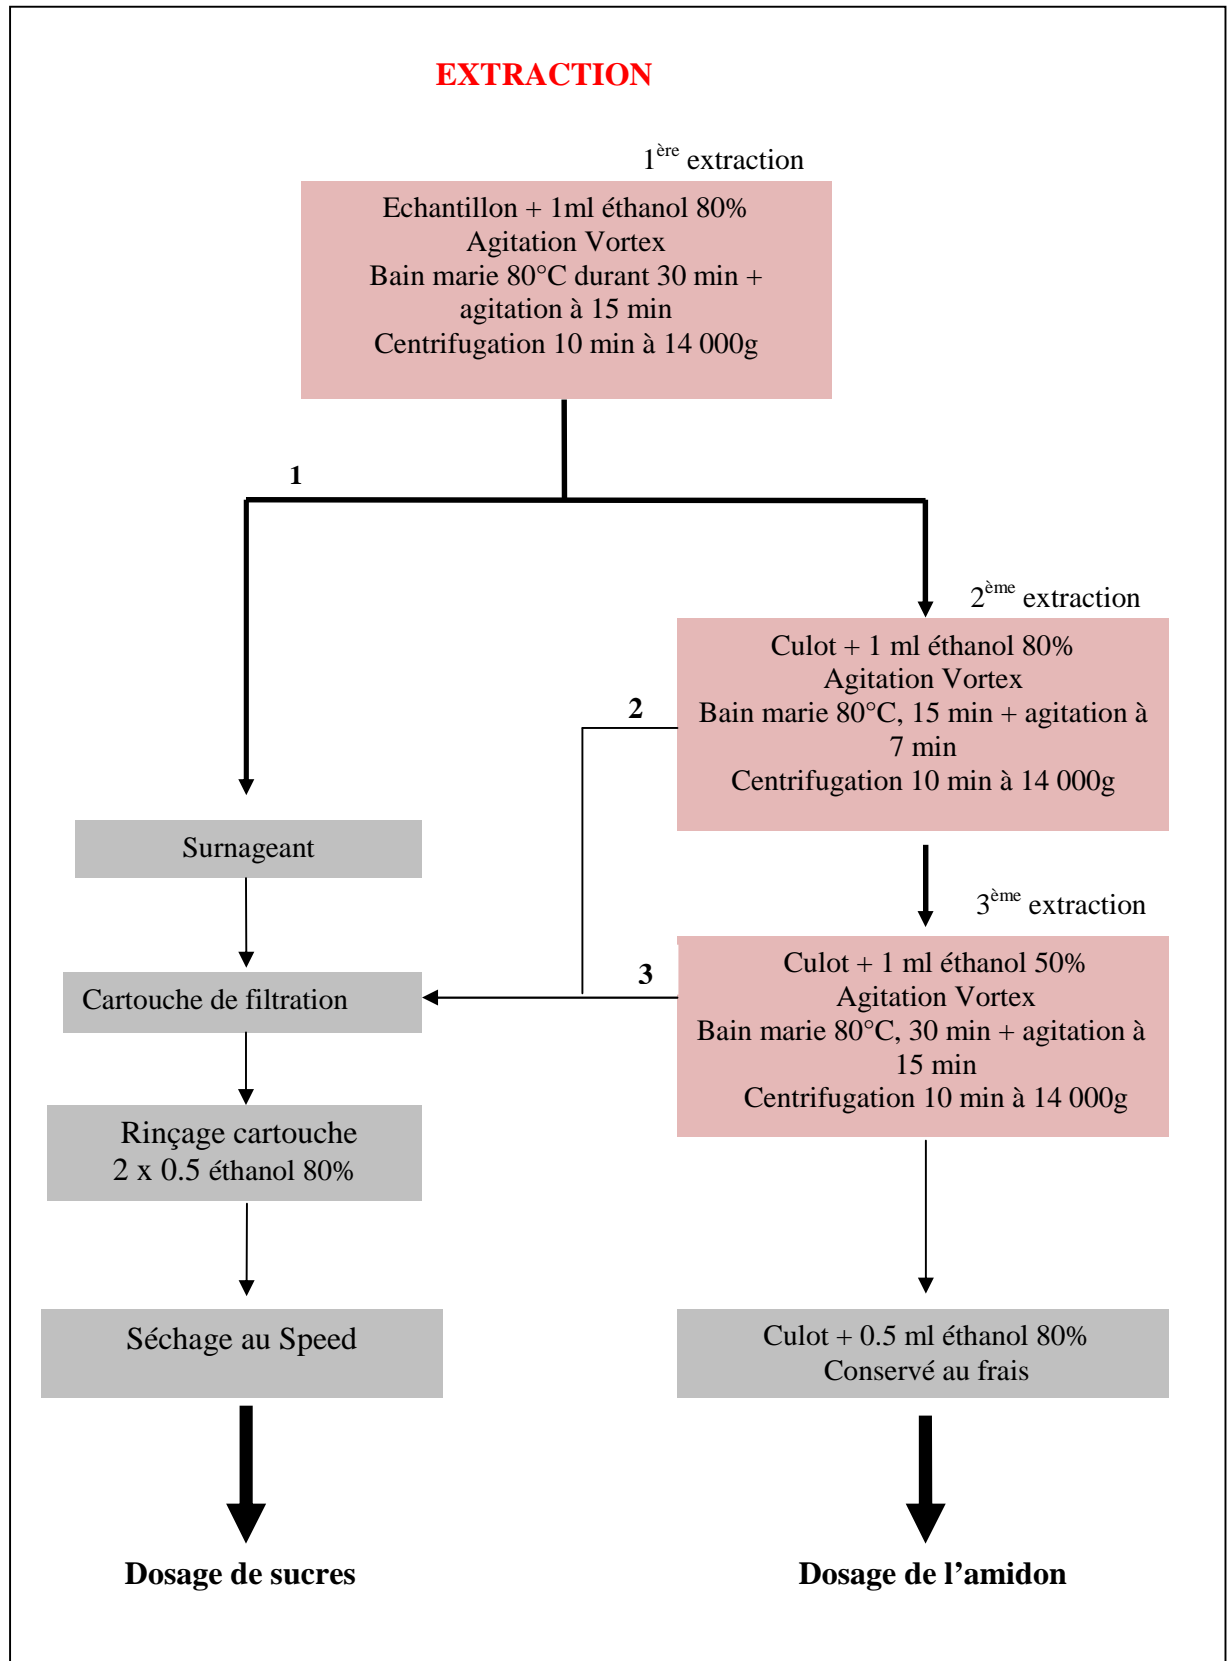 EXTRACTION
1ère extraction
Echantillon + 1ml éthanol 80%
Agitation Vortex
Bain marie 80°C durant 30 min +
agitation à 15 min
Centrifugation 10 min à 14 000g
1
2ème extraction
Culot + 1 ml éthanol 80%
Agitation Vortex
Bain marie 80°C, 15 min + agitation à
7 min
Centrifugation 10 min à 14 000g
2
Surnageant
3ème extraction
Culot + 1 ml éthanol 50%
Agitation Vortex
Bain marie 80°C, 30 min + agitation à
15 min
Centrifugation 10 min à 14 000g
3
Cartouche de filtration
Rinçage cartouche
2 x 0.5 éthanol 80%
Séchage au Speed
Culot + 0.5 ml éthanol 80%
Conservé au frais
Dosage de sucres
Dosage de l’amidon